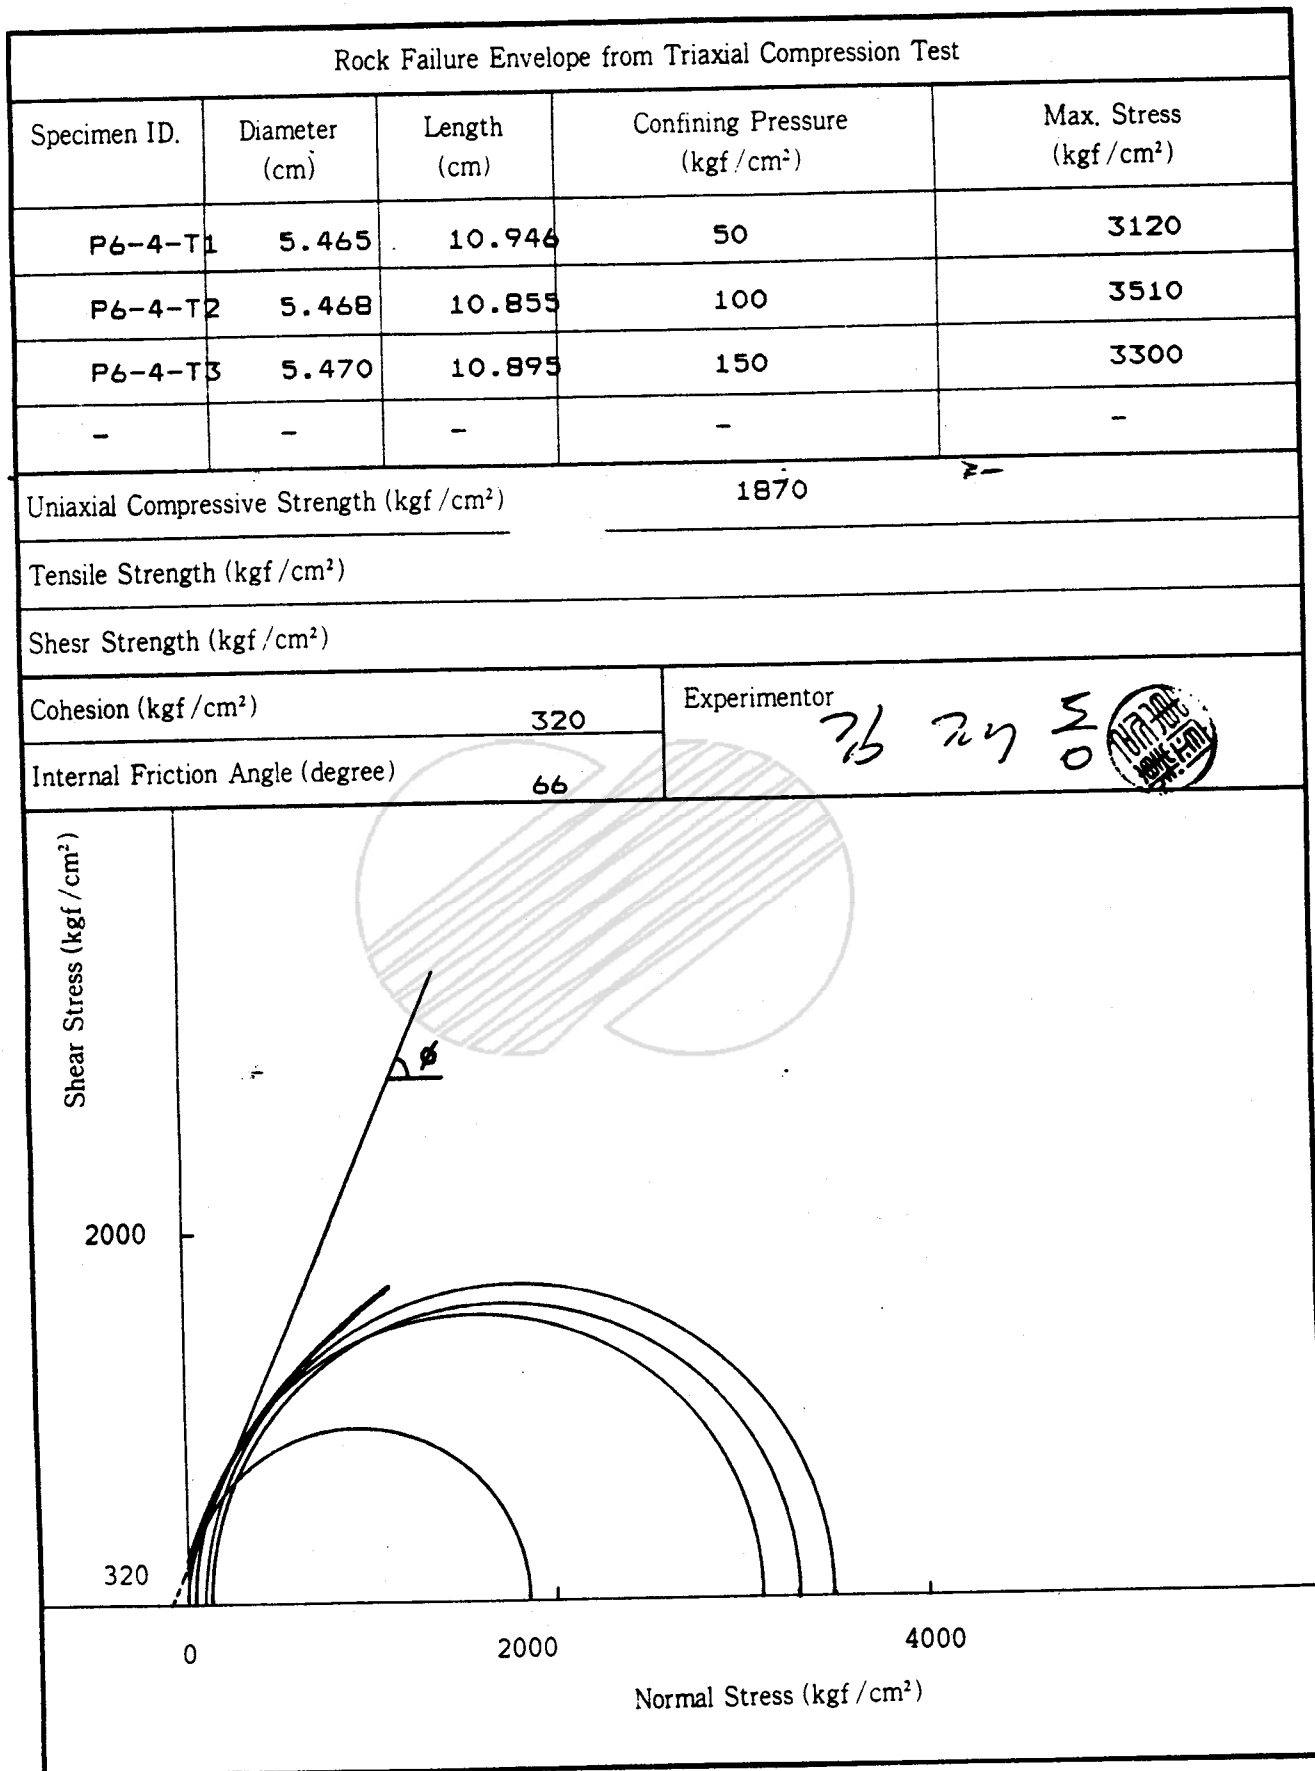 Rock Failure Envelope from Triaxial Compression Test
Specimen ID. Diameter (cm) Length (cm) Confining Pressure (kgf/cm²) Max. Stress (kgf/cm²)
P6-4-T1 5.465 10.946 50 3120
P6-4-T2 5.468 10.855 100 3510
P6-4-T3 5.470 10.895 150 3300
– – – – –
Uniaxial Compressive Strength (kgf/cm²) 1870
Tensile Strength (kgf/cm²)
Shesr Strength (kgf/cm²)
Cohesion (kgf/cm²) 320
Experimentor
Internal Friction Angle (degree) 66
Shear Stress (kgf/cm²)
ø
2000
320
0 2000 4000
Normal Stress (kgf/cm²)